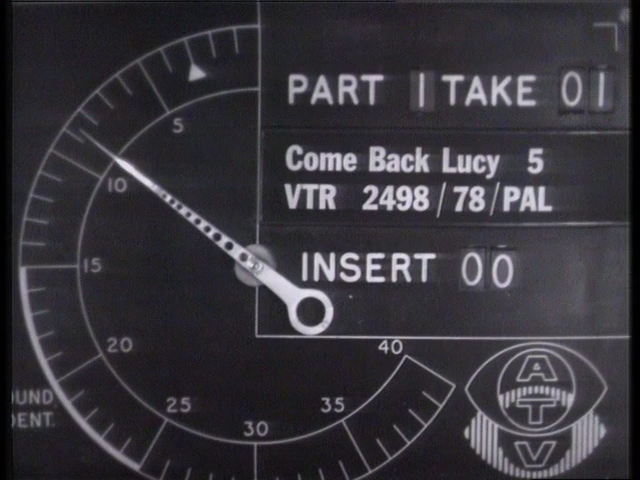 PART 1 TAKE 01
Come Back Lucy 5
VTR 2498/78/PAL
INSERT 00
5
10
15
20
25
30
35
40
OUND
DENT.
ATV